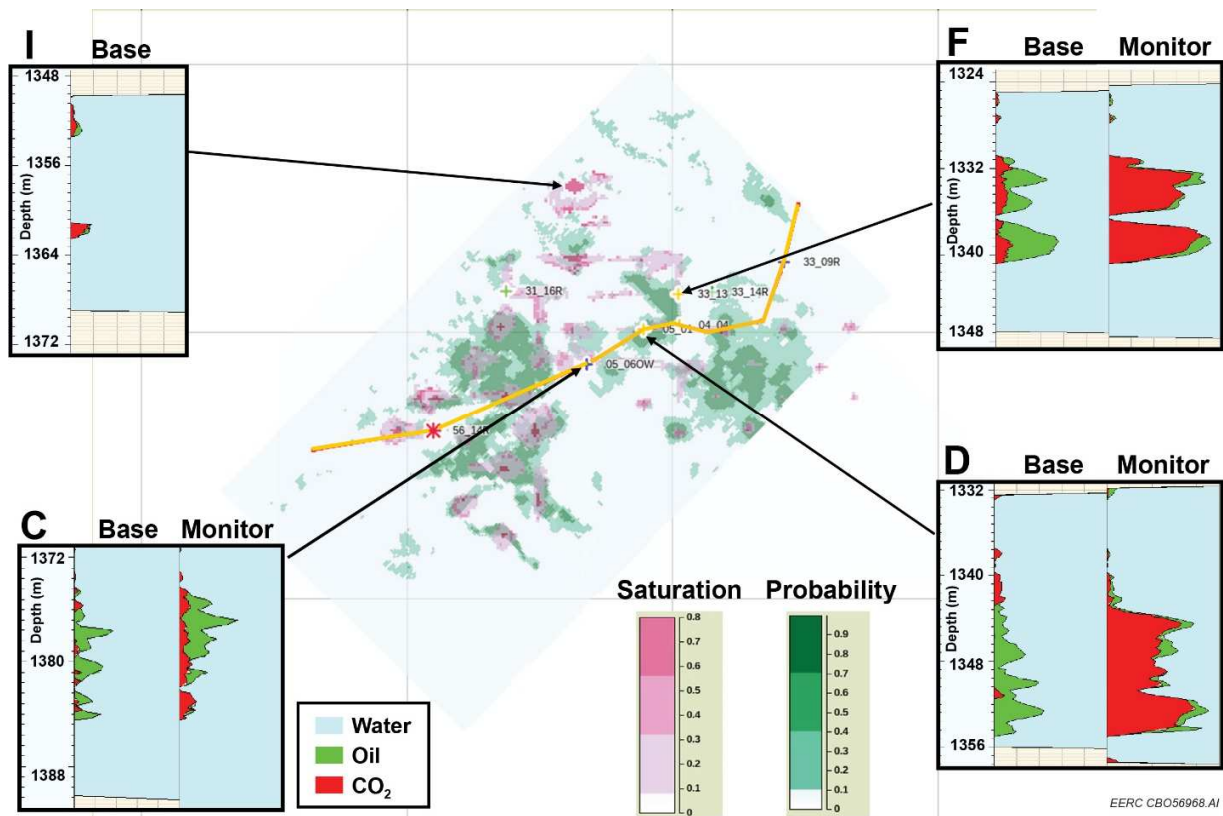 I
Base
1348
1356
1364
1372
Depth (m)
F
Base Monitor
1324
1332
1340
1348
Depth (m)
31_16R
33_09R
33_13 33_14R
05_01 04_04
05_06OW
56_14R
C
Base Monitor
1372
1380
1388
Depth (m)
Water
Oil
CO2
Saturation
0.8
0.7
0.6
0.5
0.4
0.3
0.2
0.1
0
Probability
0.9
0.8
0.7
0.6
0.5
0.4
0.3
0.2
0.1
0
D
Base Monitor
1332
1340
1348
1356
Depth (m)
EERC CBO56968.AI